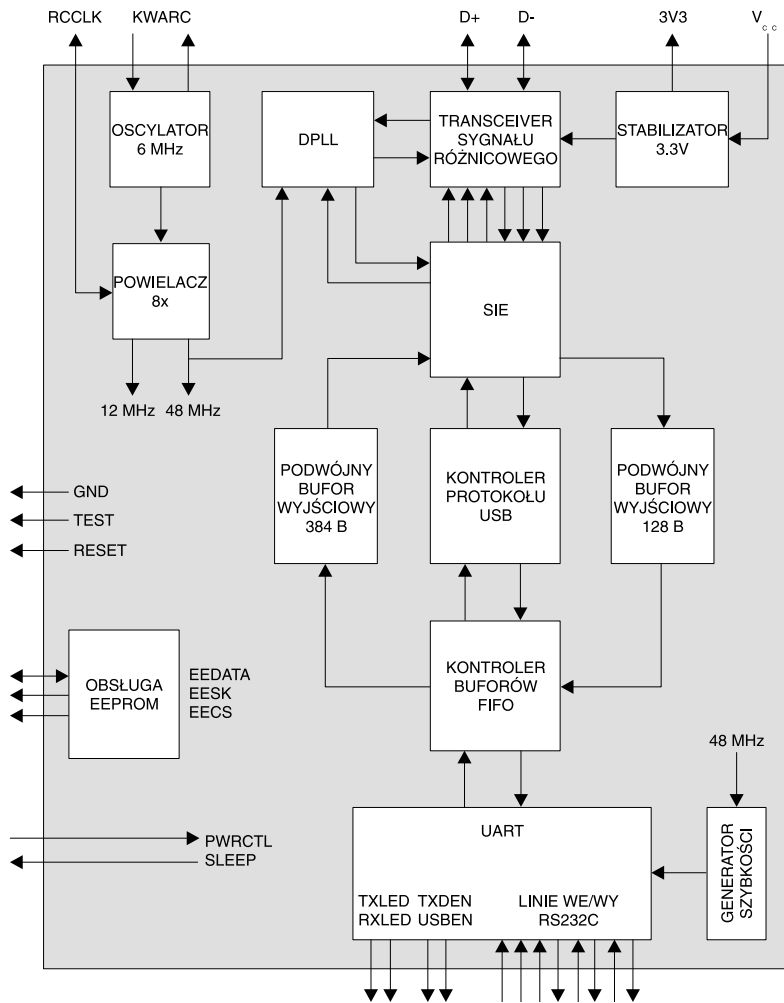 RCCLK KWARC D+ D- 3V3 Vcc
OSCYLATOR
6 MHz
DPLL
TRANSCEIVER
SYGNAŁU
RÓŻNICOWEGO
STABILIZATOR
3.3V
POWIELACZ
8x
SIE
12 MHz 48 MHz
GND
TEST
RESET
PODWÓJNY
BUFOR
WYJŚCIOWY
384 B
KONTROLER
PROTOKOŁU
USB
PODWÓJNY
BUFOR
WYJŚCIOWY
128 B
OBSŁUGA
EEPROM
EEDATA
EESK
EECS
KONTROLER
BUFORÓW
FIFO
48 MHz
PWRCTL
SLEEP
UART
TXLED TXDEN LINIE WE/WY
RXLED USBEN RS232C
GENERATOR
SZYBKOŚCI